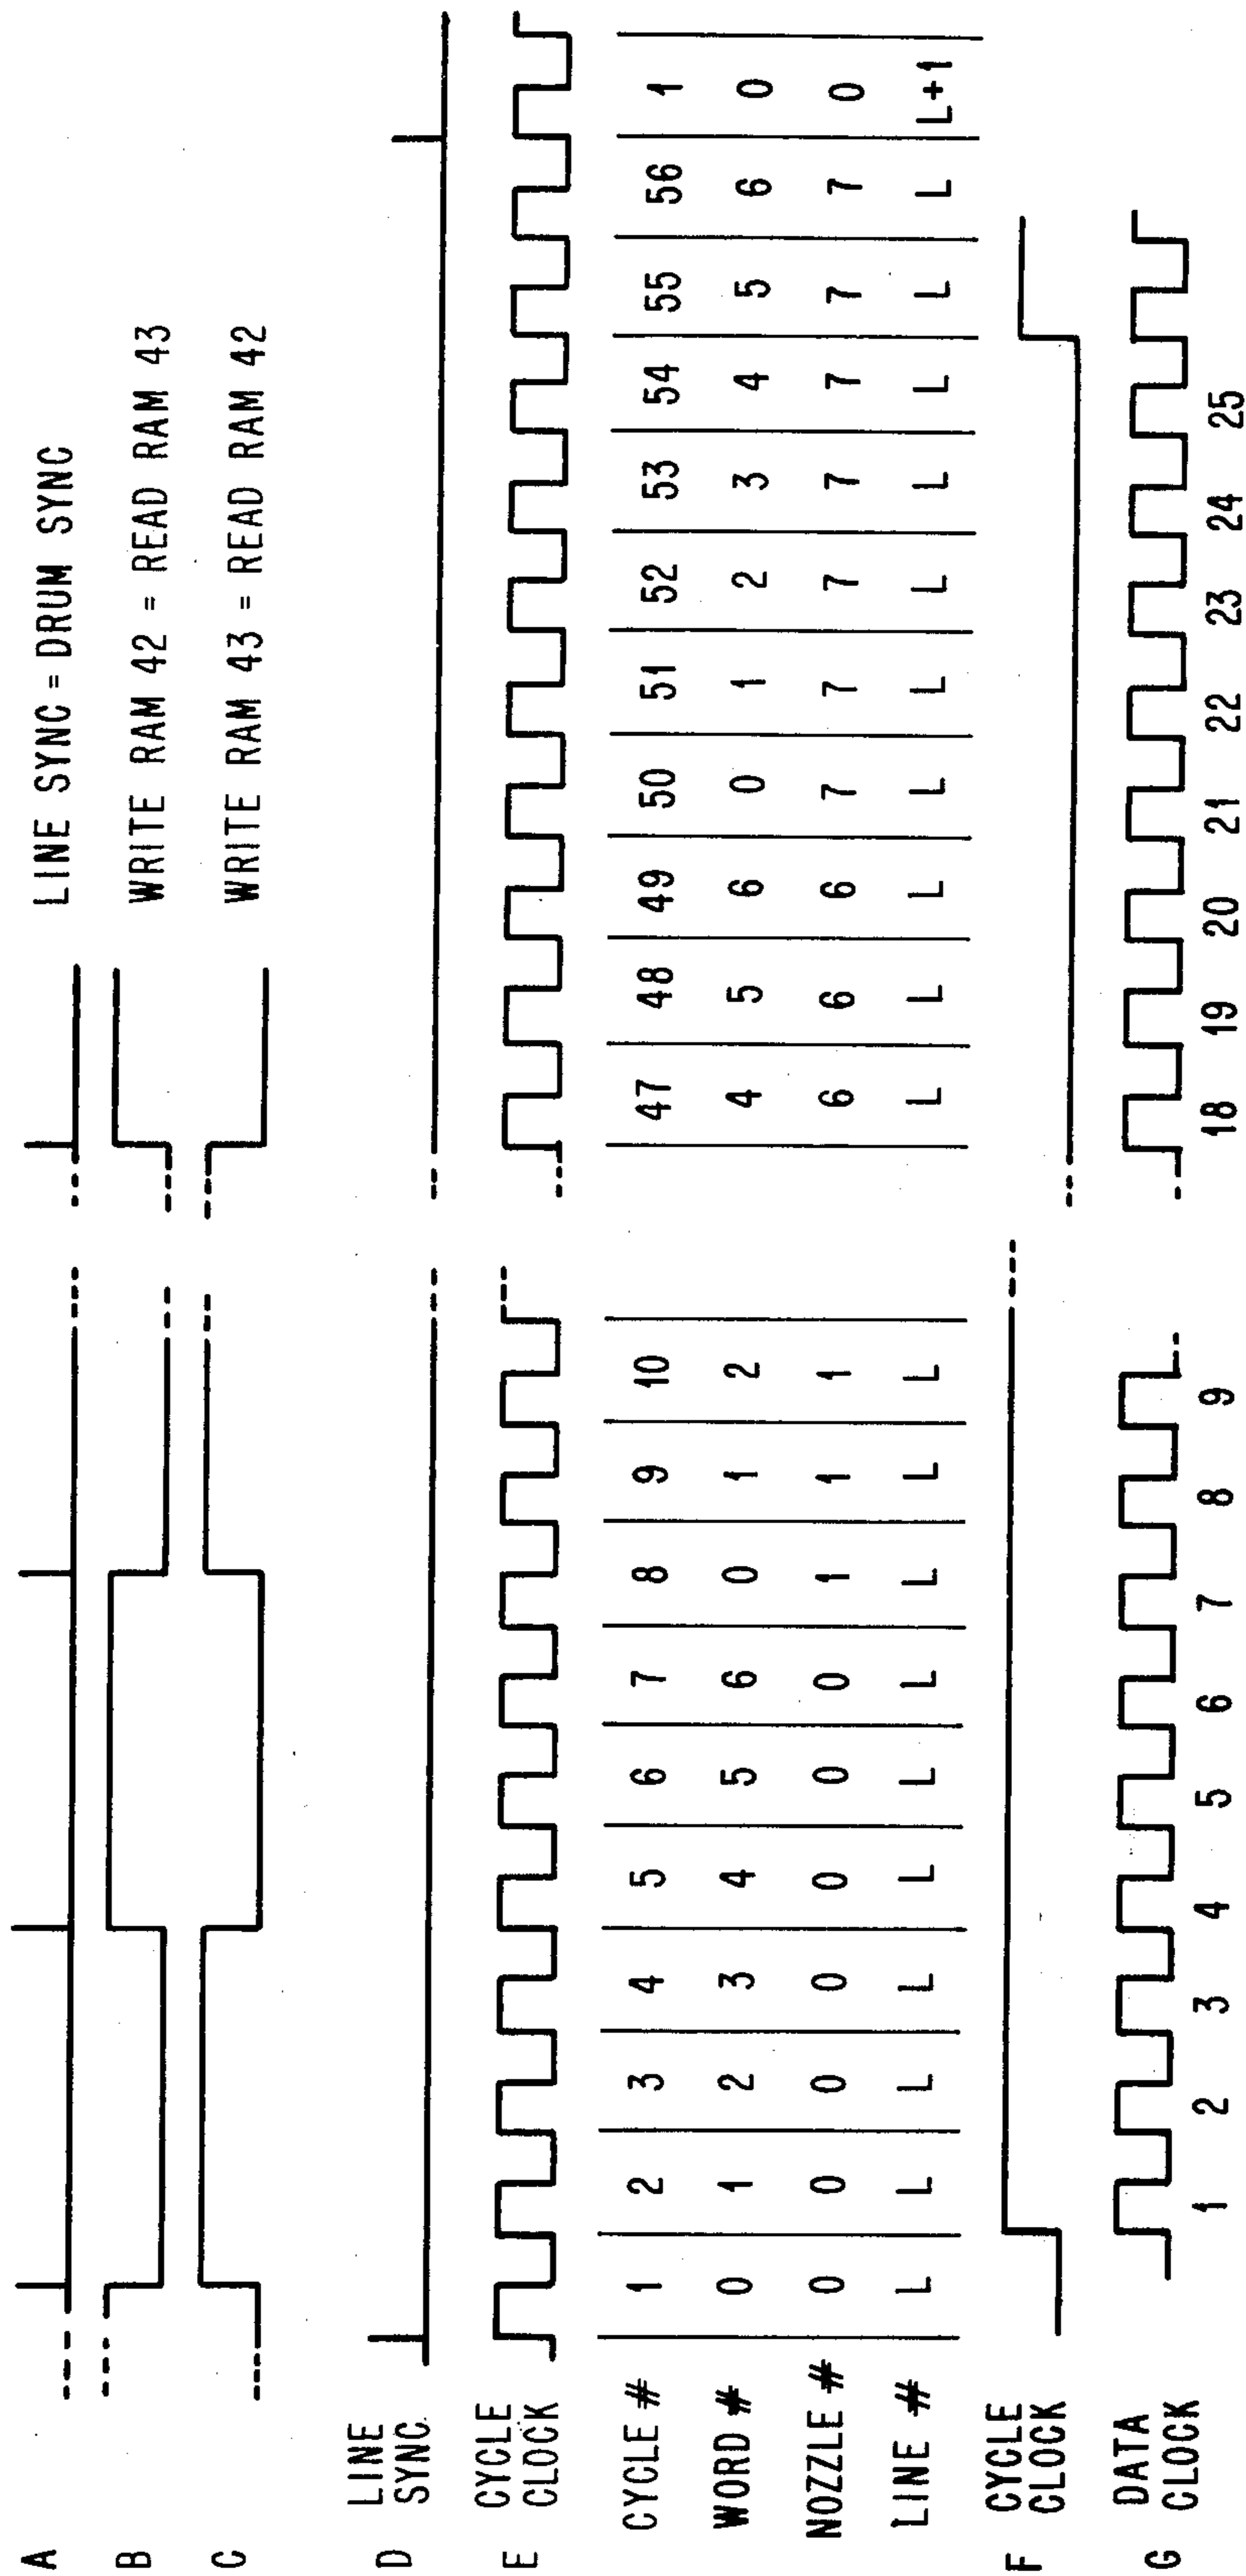 A LINE SYNC = DRUM SYNC
B WRITE RAM 42 = READ RAM 43
C WRITE RAM 43 = READ RAM 42
D LINE SYNC
E CYCLE CLOCK
CYCLE # 1 2 3 4 5 6 7 8 9 10 47 48 49 50 51 52 53 54 55 56 1
WORD # 0 1 2 3 4 5 6 0 1 2 4 5 6 0 1 2 3 4 5 6 0
NOZZLE # 0 0 0 0 0 0 0 1 1 1 6 6 6 7 7 7 7 7 7 7 0
LINE # L L L L L L L L L L L L L L L L L L L L L+1
F CYCLE CLOCK
G DATA CLOCK
1 2 3 4 5 6 7 8 9 18 19 20 21 22 23 24 25